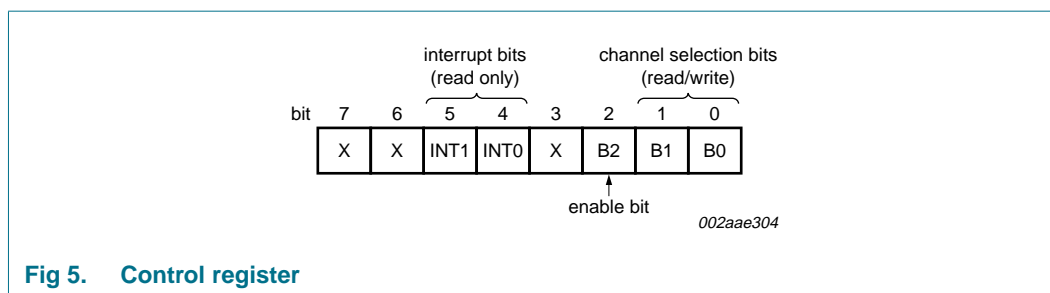 interrupt bits
(read only)
channel selection bits
(read/write)
bit 7 6 5 4 3 2 1 0
X X INT1 INT0 X B2 B1 B0
enable bit
002aae304
Fig 5. Control register